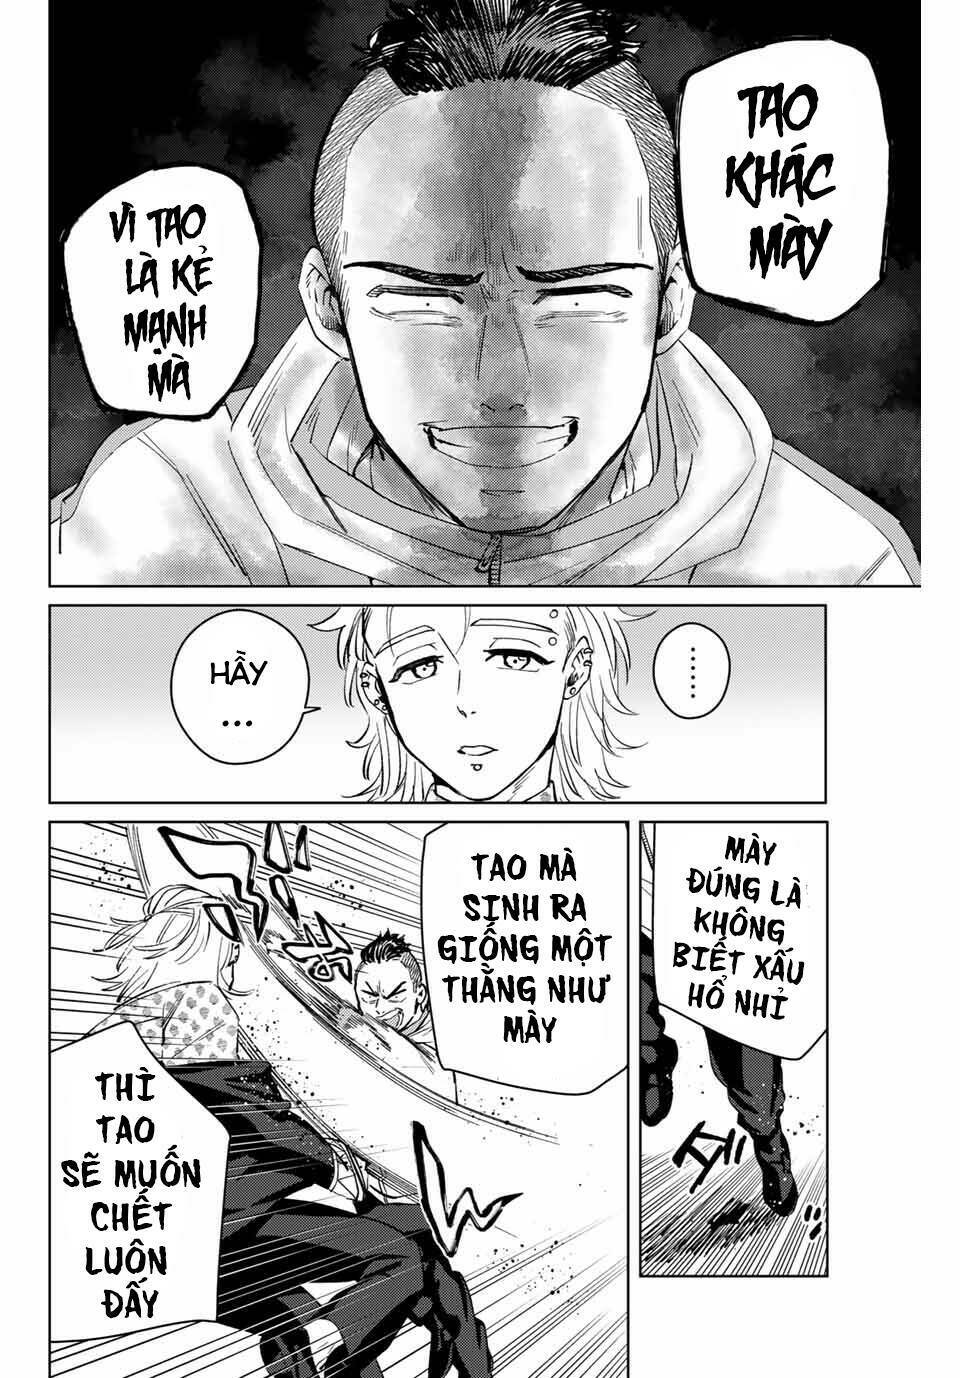 TAO
KHÁC
MÀY
VÌ TAO
LÀ KẺ
MẠNH
MÀ
......
HẦY
...
MÀY
ĐÚNG LÀ
KHÔNG
BIẾT XẤU
HỔ NHỈ
TAO MÀ
SINH RA
GIỐNG MỘT
THẰNG NHƯ
MÀY
THÌ
TAO
SẼ MUỐN
CHẾT
LUÔN
ĐẤY